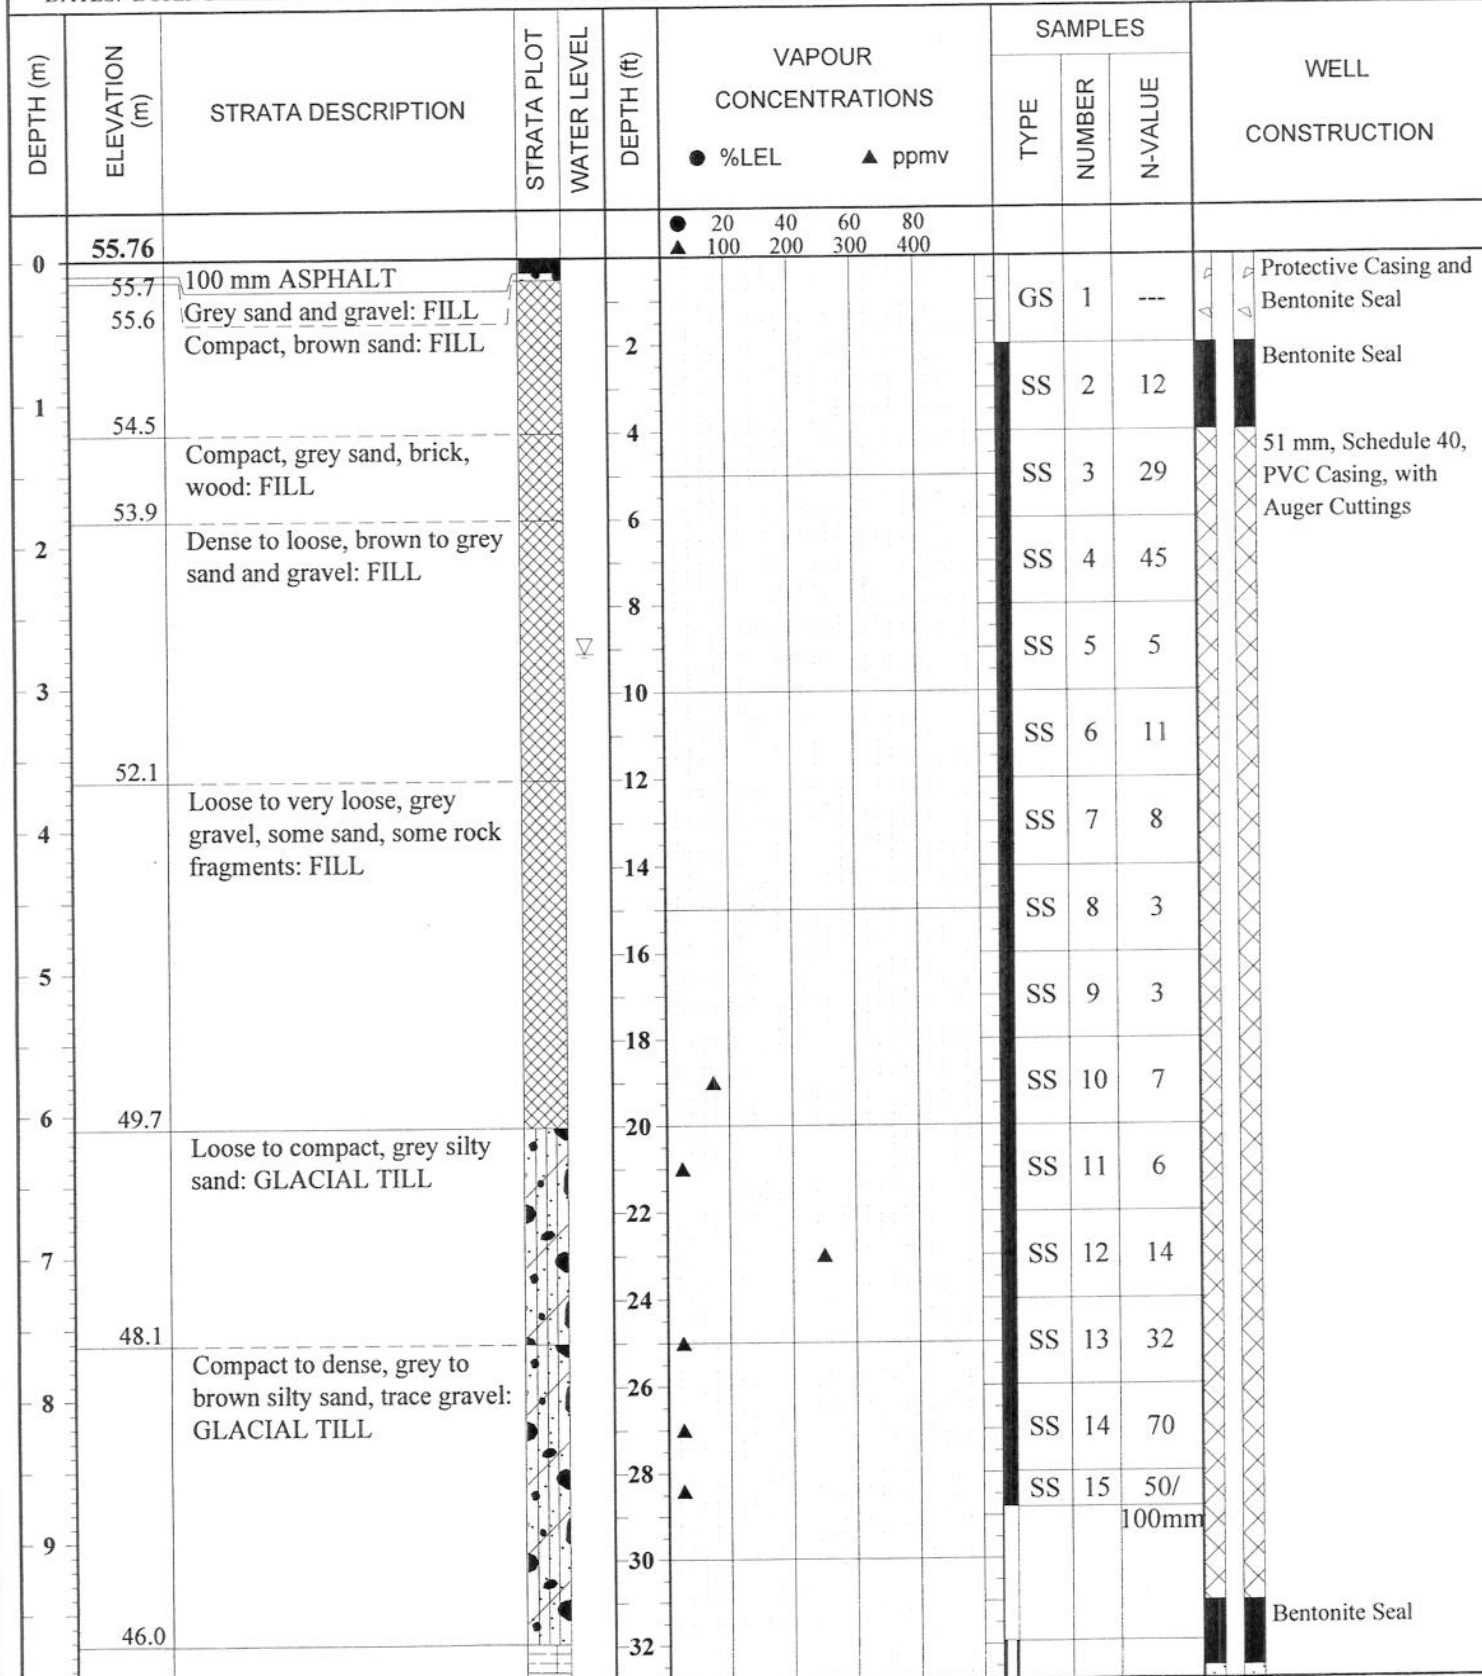 DEPTH (m)
ELEVATION (m)
STRATA DESCRIPTION
STRATA PLOT
WATER LEVEL
DEPTH (ft)
VAPOUR
CONCENTRATIONS
● %LEL ▲ ppmv
SAMPLES
TYPE
NUMBER
N-VALUE
WELL
CONSTRUCTION
● 20 40 60 80
▲ 100 200 300 400
55.76
0
55.7 100 mm ASPHALT
55.6 Grey sand and gravel: FILL
Compact, brown sand: FILL
1
54.5
Compact, grey sand, brick,
wood: FILL
53.9
2
Dense to loose, brown to grey
sand and gravel: FILL
3
52.1
Loose to very loose, grey
gravel, some sand, some rock
fragments: FILL
4
5
6
49.7
Loose to compact, grey silty
sand: GLACIAL TILL
7
48.1
Compact to dense, grey to
brown silty sand, trace gravel:
GLACIAL TILL
8
9
46.0
2
4
6
8
10
12
14
16
18
20
22
24
26
28
30
32
GS 1 ---
SS 2 12
SS 3 29
SS 4 45
SS 5 5
SS 6 11
SS 7 8
SS 8 3
SS 9 3
SS 10 7
SS 11 6
SS 12 14
SS 13 32
SS 14 70
SS 15 50/
100mm
Protective Casing and
Bentonite Seal
Bentonite Seal
51 mm, Schedule 40,
PVC Casing, with
Auger Cuttings
Bentonite Seal